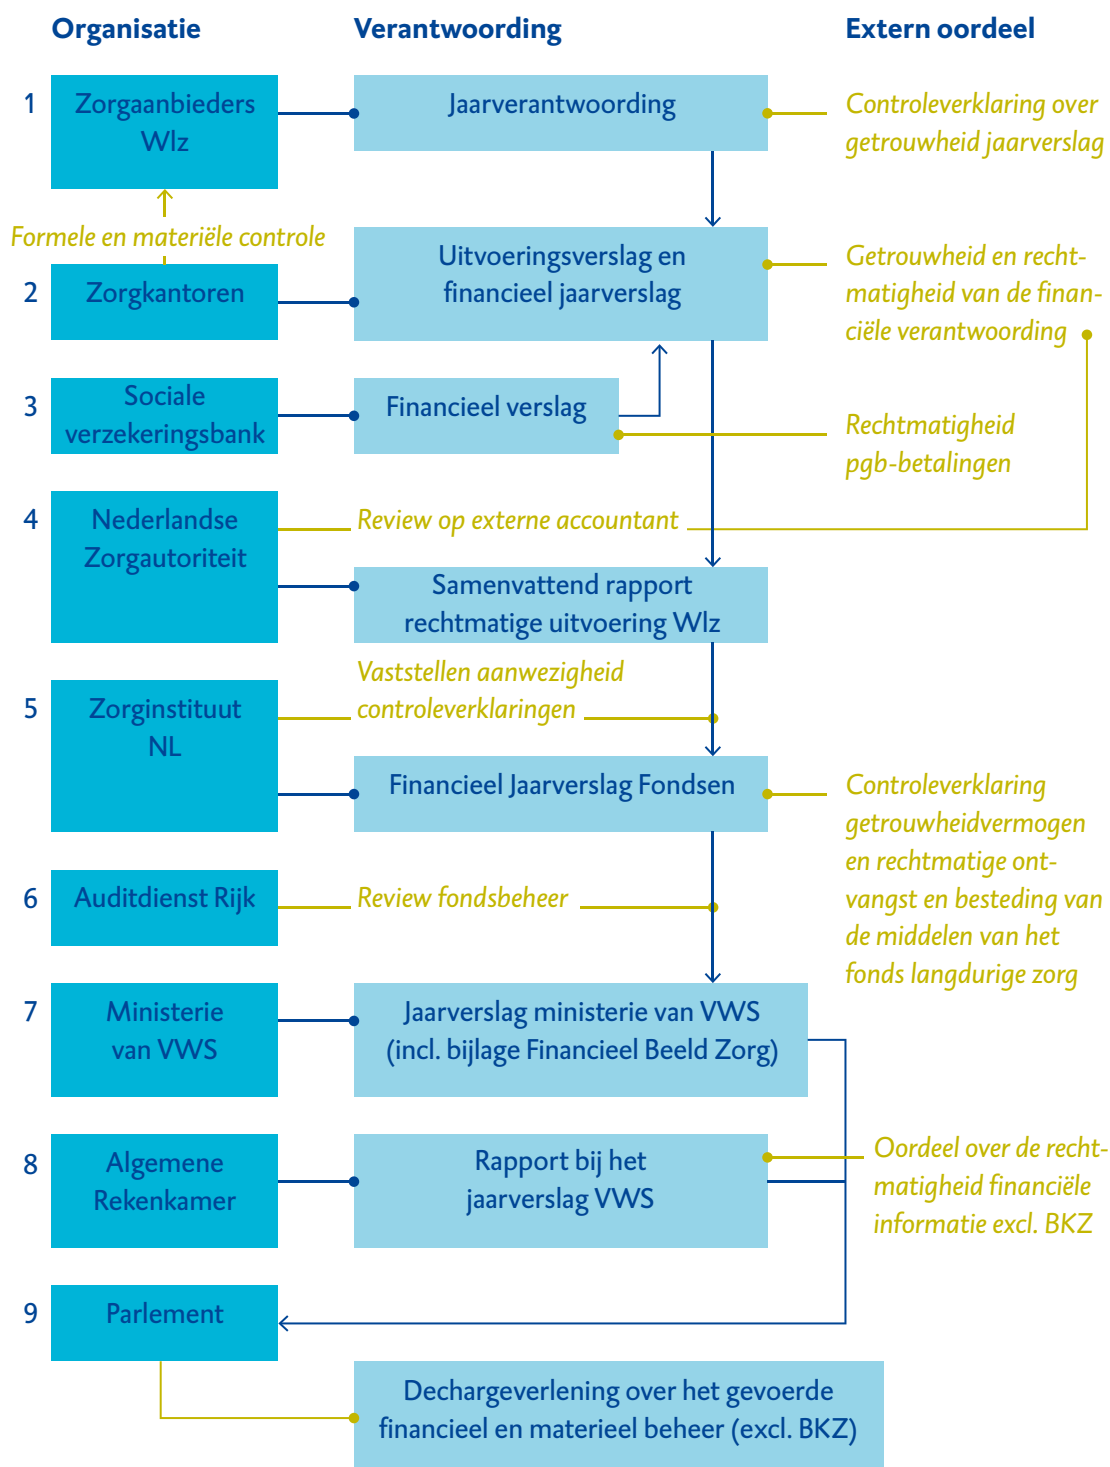 Organisatie
Verantwoording
Extern oordeel
1
Zorgaanbieders
Wlz
Jaarverantwoording
Controleverklaring over
getrouwheid jaarverslag
Formele en materiële controle
2
Zorgkantoren
Uitvoeringsverslag en
financieel jaarverslag
Getrouwheid en recht-
matigheid van de finan-
ciële verantwoording
3
Sociale
verzekeringsbank
Financieel verslag
Rechtmatigheid
pgb-betalingen
4
Nederlandse
Zorgautoriteit
Review op externe accountant
Samenvattend rapport
rechtmatige uitvoering Wlz
5
Zorginstituut
NL
Vaststellen aanwezigheid
controleverklaringen
Financieel Jaarverslag Fondsen
Controleverklaring
getrouwheidvermogen
en rechtmatige ont-
vangst en besteding van
de middelen van het
fonds langdurige zorg
6
Auditdienst Rijk
Review fondsbeheer
7
Ministerie
van VWS
Jaarverslag ministerie van VWS
(incl. bijlage Financieel Beeld Zorg)
8
Algemene
Rekenkamer
Rapport bij het
jaarverslag VWS
Oordeel over de recht-
matigheid financiële
informatie excl. BKZ
9
Parlement
Dechargeverlening over het gevoerde
financieel en materieel beheer (excl. BKZ)